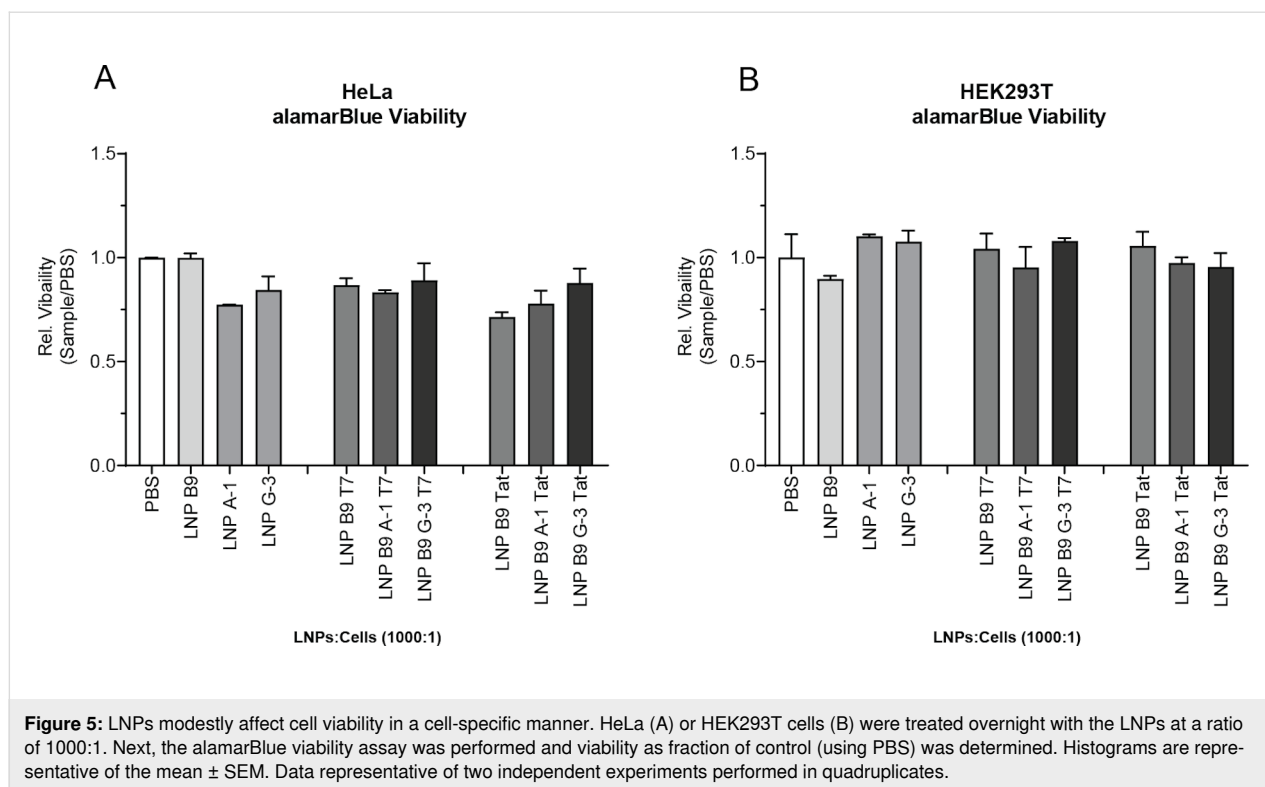 A
HeLa
alamarBlue Viability
Rel. Vibaility
(Sample/PBS)
1.5
1.0
0.5
0.0
PBS
LNP B9
LNP A-1
LNP G-3
LNP B9 T7
LNP B9 A-1 T7
LNP B9 G-3 T7
LNP B9 Tat
LNP B9 A-1 Tat
LNP B9 G-3 Tat
LNPs:Cells (1000:1)
B
HEK293T
alamarBlue Viability
Rel. Vibaility
(Sample/PBS)
1.5
1.0
0.5
0.0
PBS
LNP B9
LNP A-1
LNP G-3
LNP B9 T7
LNP B9 A-1 T7
LNP B9 G-3 T7
LNP B9 Tat
LNP B9 A-1 Tat
LNP B9 G-3 Tat
LNPs:Cells (1000:1)
Figure 5: LNPs modestly affect cell viability in a cell-specific manner. HeLa (A) or HEK293T cells (B) were treated overnight with the LNPs at a ratio
of 1000:1. Next, the alamarBlue viability assay was performed and viability as fraction of control (using PBS) was determined. Histograms are repre-
sentative of the mean ± SEM. Data representative of two independent experiments performed in quadruplicates.